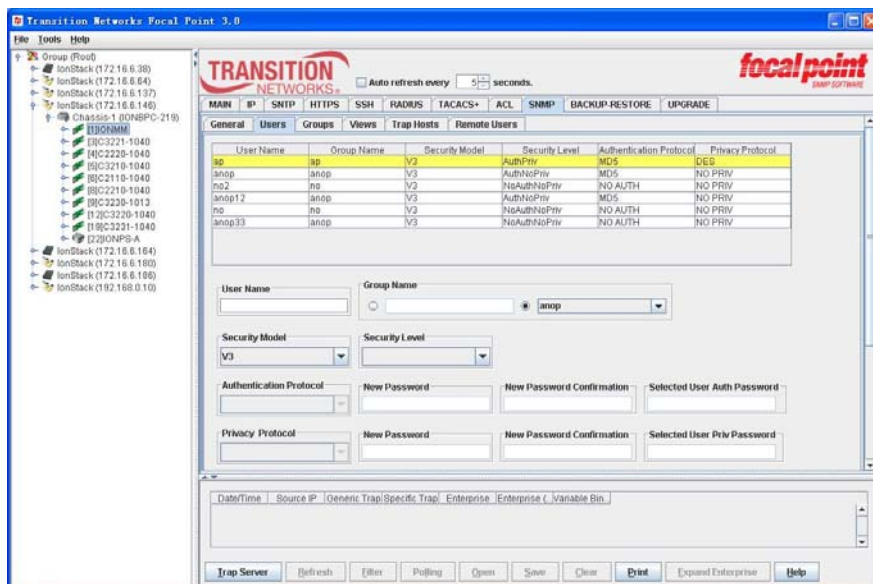 Transition Networks Focal Point 3.0
File Tools Help
Group (Root)
IonStack (172.16.6.38)
IonStack (172.16.6.64)
IonStack (172.16.6.137)
IonStack (172.16.6.146)
Chassis-1 (IONBPC-219)
[1]IONMM
[3]C3221-1040
[4]C2220-1040
[5]C3210-1040
[6]C2110-1040
[8]C2210-1040
[9]C3230-1013
[12]C3220-1040
[19]C3231-1040
[22]IONPS-A
IonStack (172.16.6.164)
IonStack (172.16.6.180)
IonStack (172.16.6.186)
IonStack (192.168.0.10)
TRANSITION
NETWORKS.
Auto refresh every 5 seconds.
focal point
SNMP SOFTWARE
MAIN IP SNTP HTTPS SSH RADIUS TACACS+ ACL SNMP BACKUP-RESTORE UPGRADE
General Users Groups Views Trap Hosts Remote Users
User Name Group Name Security Model Security Level Authentication Protocol Privacy Protocol
ap ap V3 AuthPriv MD5 DES
anop anop V3 AuthNoPriv MD5 NO PRIV
no2 no V3 NoAuthNoPriv NO AUTH NO PRIV
anop12 anop V3 AuthNoPriv MD5 NO PRIV
no no V3 NoAuthNoPriv NO AUTH NO PRIV
anop33 anop V3 NoAuthNoPriv NO AUTH NO PRIV
User Name Group Name
anop
Security Model Security Level
V3
Authentication Protocol New Password New Password Confirmation Selected User Auth Password
Privacy Protocol New Password New Password Confirmation Selected User Priv Password
Date/Time Source IP Generic Trap Specific Trap Enterprise Enterprise (... Variable Bin...
Trap Server Refresh Filter Polling Open Save Clear Print Expand Enterprise Help